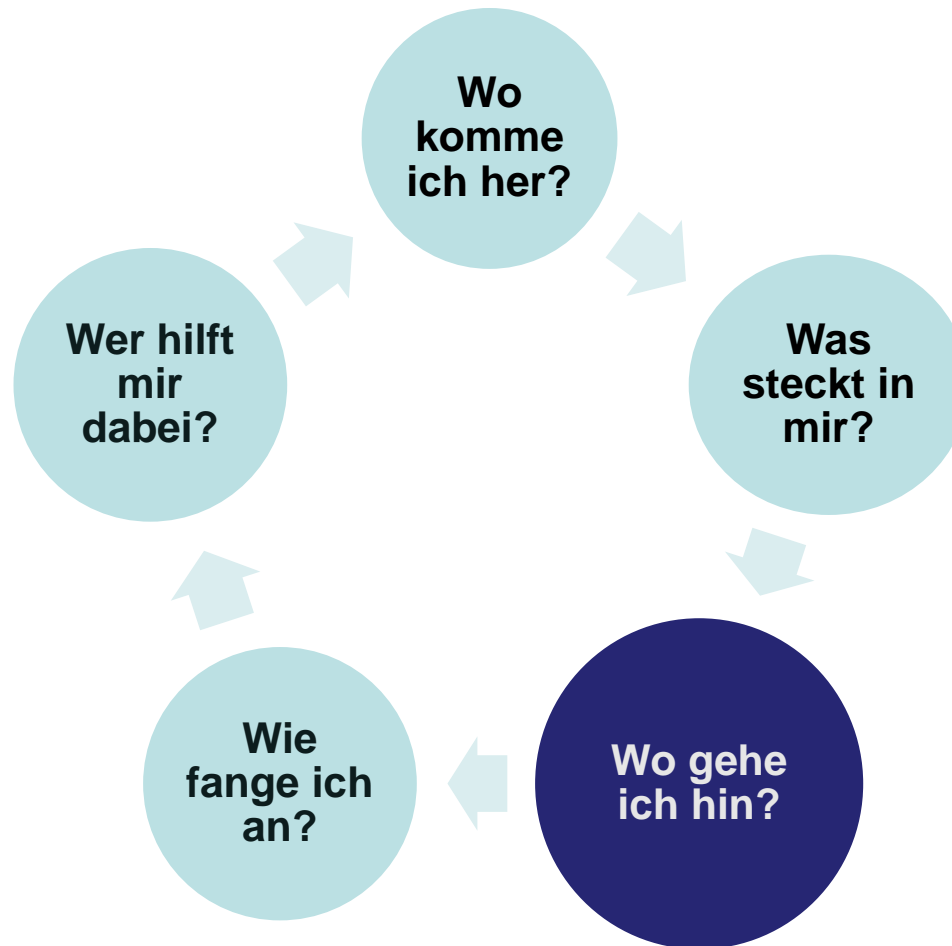 Wo
komme
ich her?
Was
steckt in
mir?
Wo gehe
ich hin?
Wie
fange ich
an?
Wer hilft
mir
dabei?